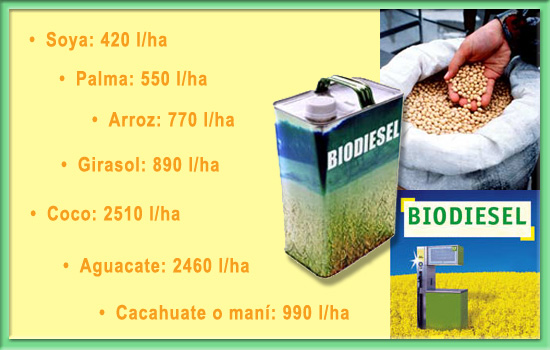 • Soya: 420 l/ha
• Palma: 550 l/ha
• Arroz: 770 l/ha
• Girasol: 890 l/ha
• Coco: 2510 l/ha
• Aguacate: 2460 l/ha
• Cacahuate o maní: 990 l/ha
BIODIESEL
BIODIESEL